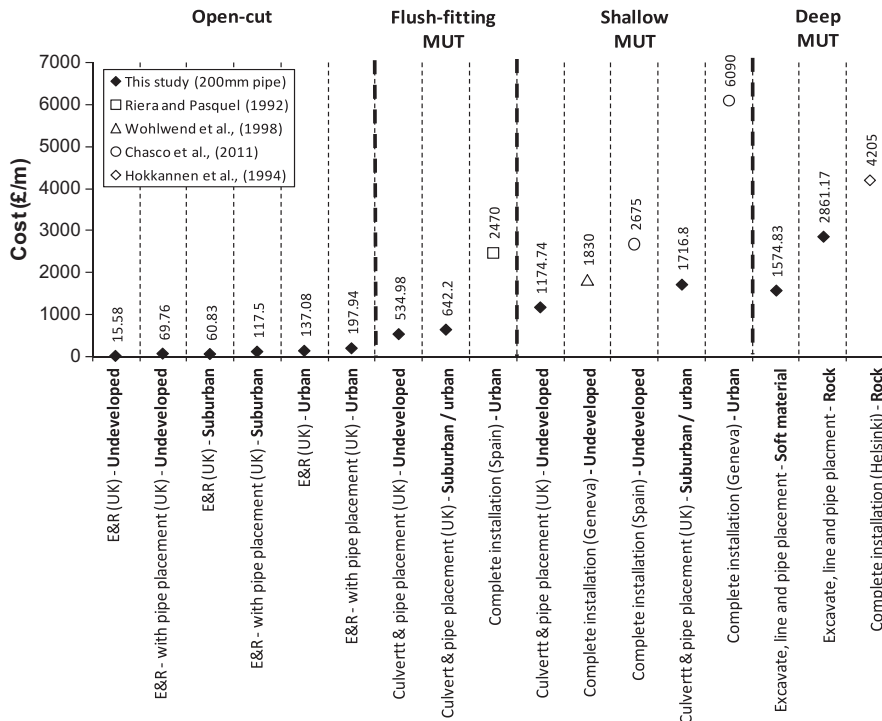 Open-cut
Flush-fitting
MUT
Shallow
MUT
Deep
MUT
Cost (£/m)
7000
6000
5000
4000
3000
2000
1000
0
This study (200mm pipe)
Riera and Pasquel (1992)
Wohlwend et al., (1998)
Chasco et al., (2011)
Hokkannen et al., (1994)
15.58
69.76
60.83
117.5
137.08
197.94
534.98
642.2
2470
1174.74
1830
2675
1716.8
6090
1574.83
2861.17
4205
E&R (UK) - Undeveloped
E&R - with pipe placement (UK) - Undeveloped
E&R (UK) - Suburban
E&R - with pipe placement (UK) - Suburban
E&R (UK) - Urban
E&R - with pipe placement (UK) - Urban
Culvertt & pipe placement (UK) - Undeveloped
Culvert & pipe placement (UK) - Suburban / urban
Complete installation (Spain) - Urban
Culvertt & pipe placement (UK) - Undeveloped
Complete installation (Geneva) - Undeveloped
Complete installation (Spain) - Undeveloped
Culvertt & pipe placement (UK) - Suburban / urban
Complete installation (Geneva) - Urban
Excavate, line and pipe placement - Soft material
Excavate, line and pipe placment - Rock
Complete installation (Helsinki) - Rock